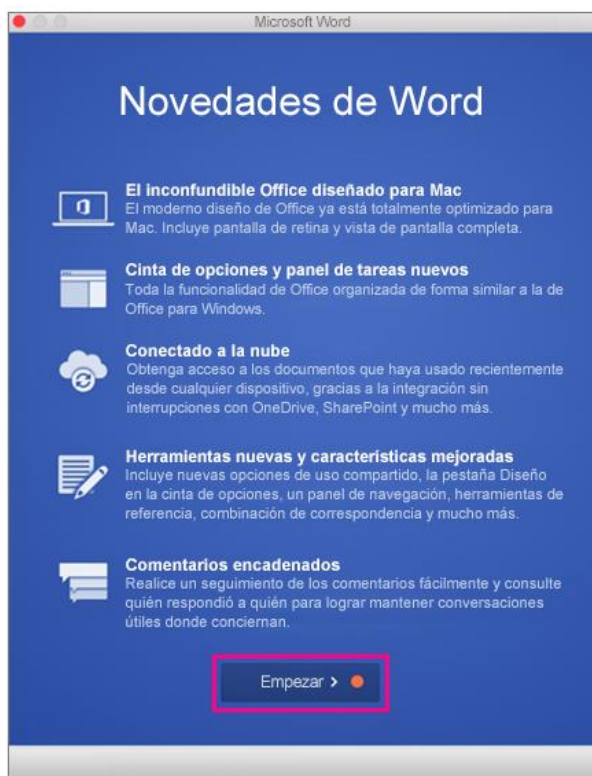 Microsoft Word
Novedades de Word
El inconfundible Office diseñado para Mac
El moderno diseño de Office ya está totalmente optimizado para
Mac. Incluye pantalla de retina y vista de pantalla completa.
Cinta de opciones y panel de tareas nuevos
Toda la funcionalidad de Office organizada de forma similar a la de
Office para Windows.
Conectado a la nube
Obtenga acceso a los documentos que haya usado recientemente
desde cualquier dispositivo, gracias a la integración sin
interrupciones con OneDrive, SharePoint y mucho más.
Herramientas nuevas y características mejoradas
Incluye nuevas opciones de uso compartido, la pestaña Diseño
en la cinta de opciones, un panel de navegación, herramientas de
referencia, combinación de correspondencia y mucho más.
Comentarios encadenados
Realice un seguimiento de los comentarios fácilmente y consulte
quién respondió a quién para lograr mantener conversaciones
útiles donde conciernan.
Empezar >